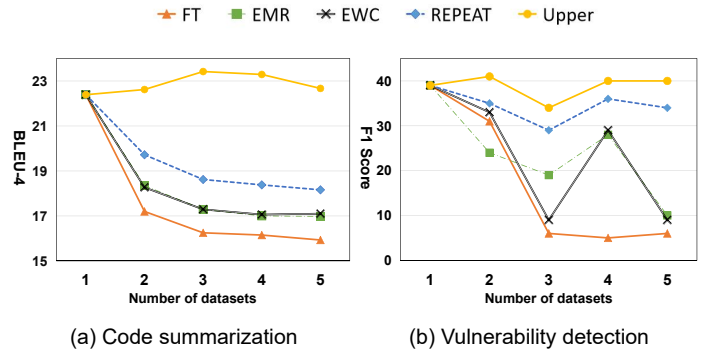 FT EMR EWC REPEAT Upper
23
21
19
17
15
BLEU-4
1 2 3 4 5
Number of datasets
(a) Code summarization
40
30
20
10
0
F1 Score
1 2 3 4 5
Number of datasets
(b) Vulnerability detection